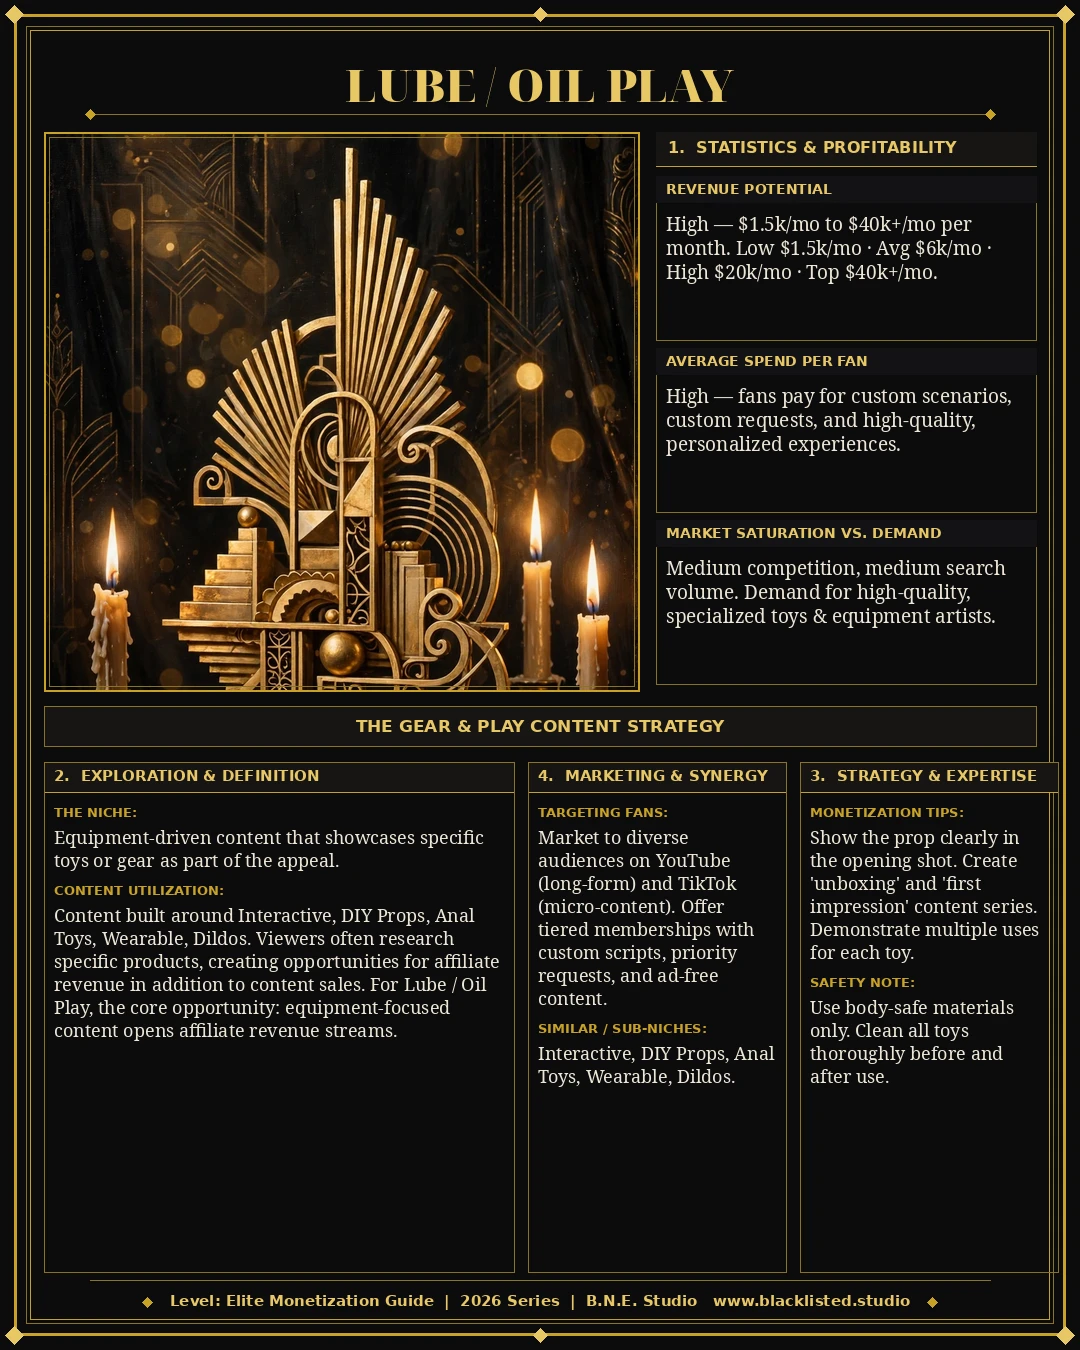 LUBE / OIL PLAY
1. STATISTICS & PROFITABILITY
REVENUE POTENTIAL
High — $1.5k/mo to $40k+/mo per
month. Low $1.5k/mo · Avg $6k/mo ·
High $20k/mo · Top $40k+/mo.
AVERAGE SPEND PER FAN
High — fans pay for custom scenarios,
custom requests, and high-quality,
personalized experiences.
MARKET SATURATION VS. DEMAND
Medium competition, medium search
volume. Demand for high-quality,
specialized toys & equipment artists.
THE GEAR & PLAY CONTENT STRATEGY
2. EXPLORATION & DEFINITION
THE NICHE:
Equipment-driven content that showcases specific
toys or gear as part of the appeal.
CONTENT UTILIZATION:
Content built around Interactive, DIY Props, Anal
Toys, Wearable, Dildos. Viewers often research
specific products, creating opportunities for affiliate
revenue in addition to content sales. For Lube / Oil
Play, the core opportunity: equipment-focused
content opens affiliate revenue streams.
4. MARKETING & SYNERGY
TARGETING FANS:
Market to diverse
audiences on YouTube
(long-form) and TikTok
(micro-content). Offer
tiered memberships with
custom scripts, priority
requests, and ad-free
content.
SIMILAR / SUB-NICHES:
Interactive, DIY Props, Anal
Toys, Wearable, Dildos.
3. STRATEGY & EXPERTISE
MONETIZATION TIPS:
Show the prop clearly in
the opening shot. Create
'unboxing' and 'first
impression' content series.
Demonstrate multiple uses
for each toy.
SAFETY NOTE:
Use body-safe materials
only. Clean all toys
thoroughly before and
after use.
Level: Elite Monetization Guide | 2026 Series | B.N.E. Studio www.blacklisted.studio